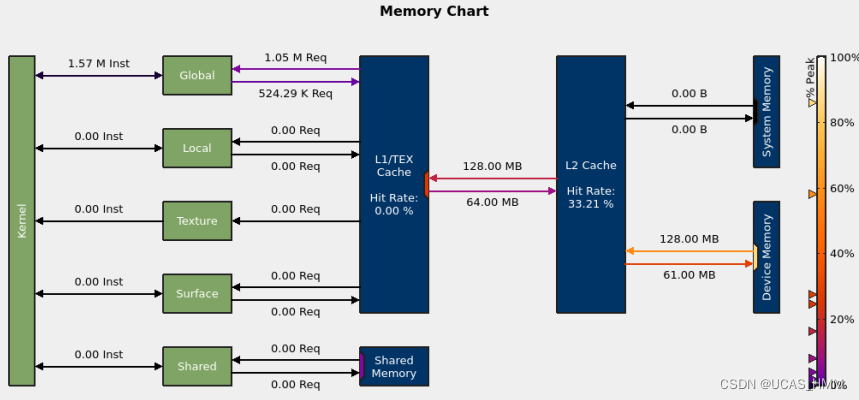 Memory Chart
Kernel
1.57 M Inst
Global
1.05 M Req
524.29 K Req
0.00 Inst
Local
0.00 Req
0.00 Req
0.00 Inst
Texture
0.00 Req
0.00 Inst
Surface
0.00 Req
0.00 Req
0.00 Inst
Shared
0.00 Req
0.00 Req
L1/TEX
Cache
Hit Rate:
0.00 %
Shared
Memory
128.00 MB
64.00 MB
L2 Cache
Hit Rate:
33.21 %
0.00 B
0.00 B
System Memory
128.00 MB
61.00 MB
Device Memory
% Peak
100%
80%
60%
40%
20%
0%